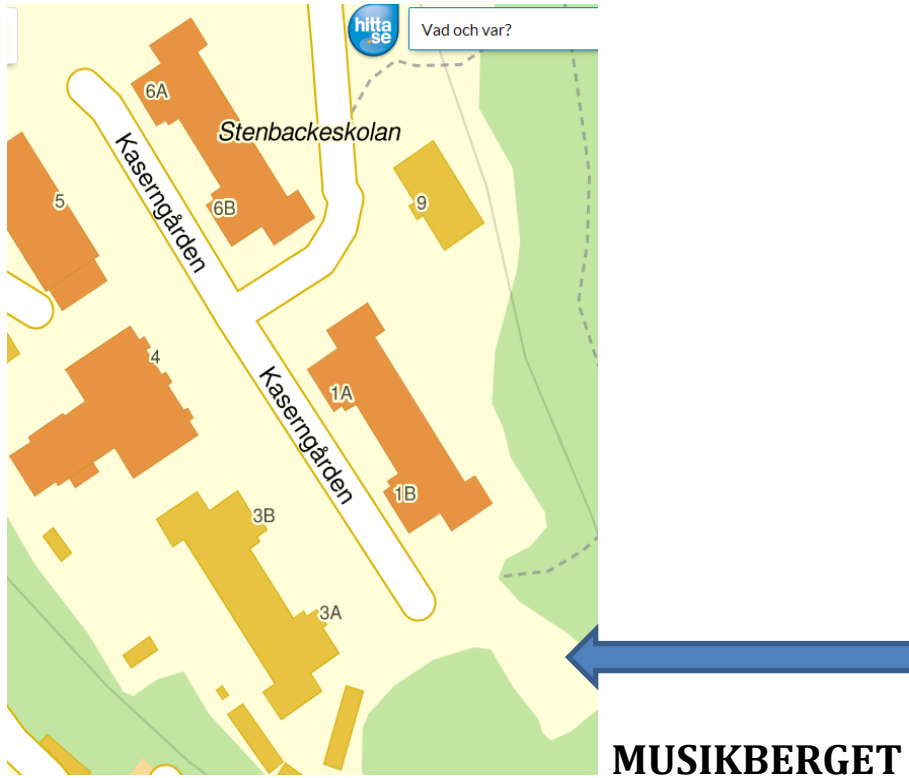 hitta
se
Vad och var?
6A
Stenbackeskolan
Kaserngården
5
6B
9
4
1A
Kaserngården
1B
3B
3A
MUSIKBERGET